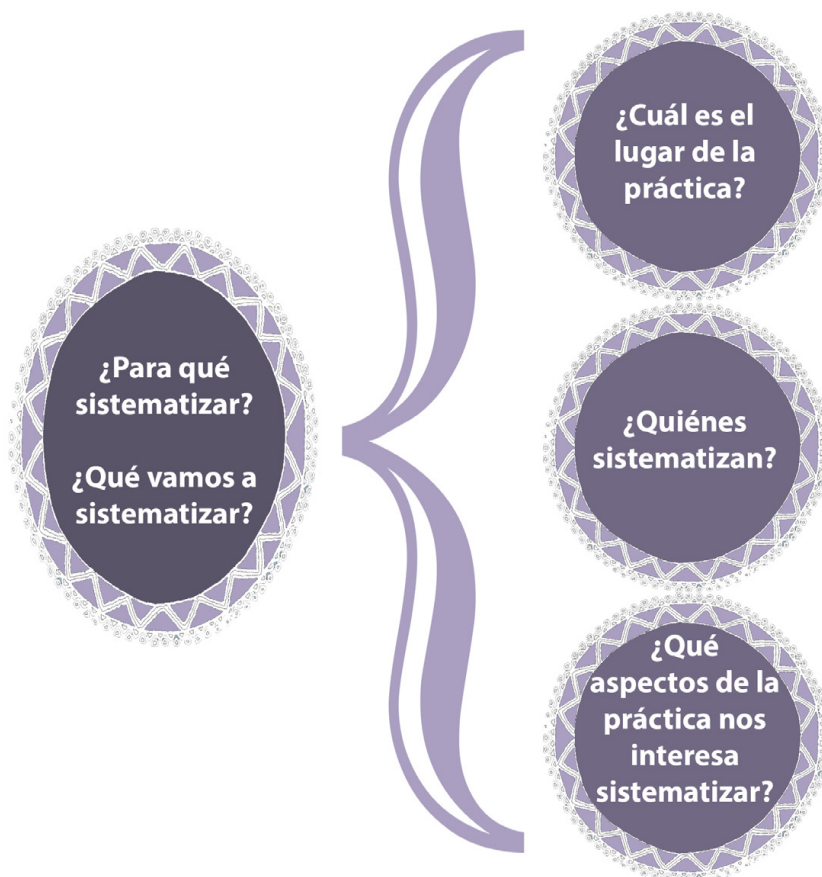 ¿Para qué
sistematizar?
¿Qué vamos a
sistematizar?
¿Cuál es el
lugar de la
práctica?
¿Quiénes
sistematizan?
¿Qué
aspectos de la
práctica nos
interesa
sistematizar?